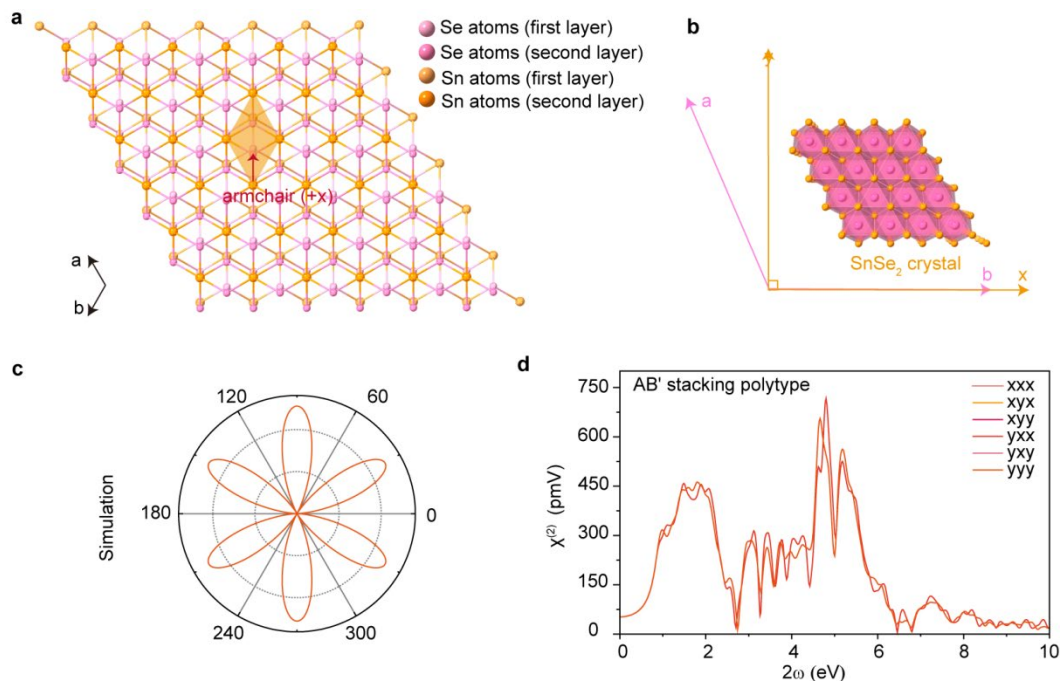 a
Se atoms (first layer)
Se atoms (second layer)
Sn atoms (first layer)
Sn atoms (second layer)
armchair (+x)
a
b
b
a
SnSe₂ crystal
b
x
c
Simulation
120
60
180
0
240
300
d
AB' stacking polytype
xxx
xyx
xyy
yxx
yxy
yyy
χ⁽²⁾ (pmV)
750
600
450
300
150
0
0 2 4 6 8 10
2ω (eV)